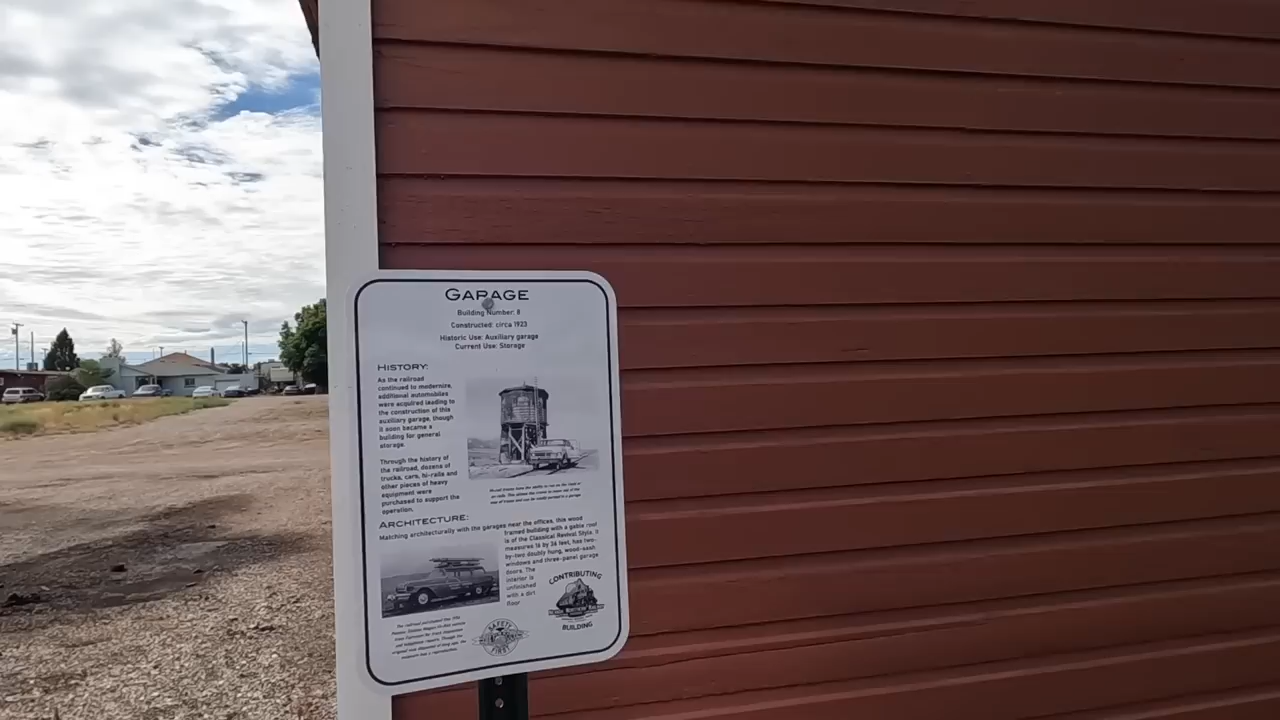 GARAGE
Building Number: 8
Constructed: circa 1923
Historic Use: Auxiliary garage
Current Use: Storage
HISTORY:
As the railroad
continued to modernize,
additional automobiles
were acquired leading to
the construction of this
auxiliary garage, though
it soon became a
building for general
storage.
Through the history of
the railroad, dozens of
trucks, cars, hi-rails and
other pieces of heavy
equipment were
purchased to support the
operation.
ARCHITECTURE:
Matching architecturally with the garages near the offices, this wood
framed building with a gable roof
is of the Classical Revival Style. It
measures 16 by 24 feet, has two-
by-two doubly hung, wood-sash
windows and three-panel garage
doors. The
interior is
unfinished
with a dirt
floor
CONTRIBUTING
BUILDING
SAFETY
FIRST